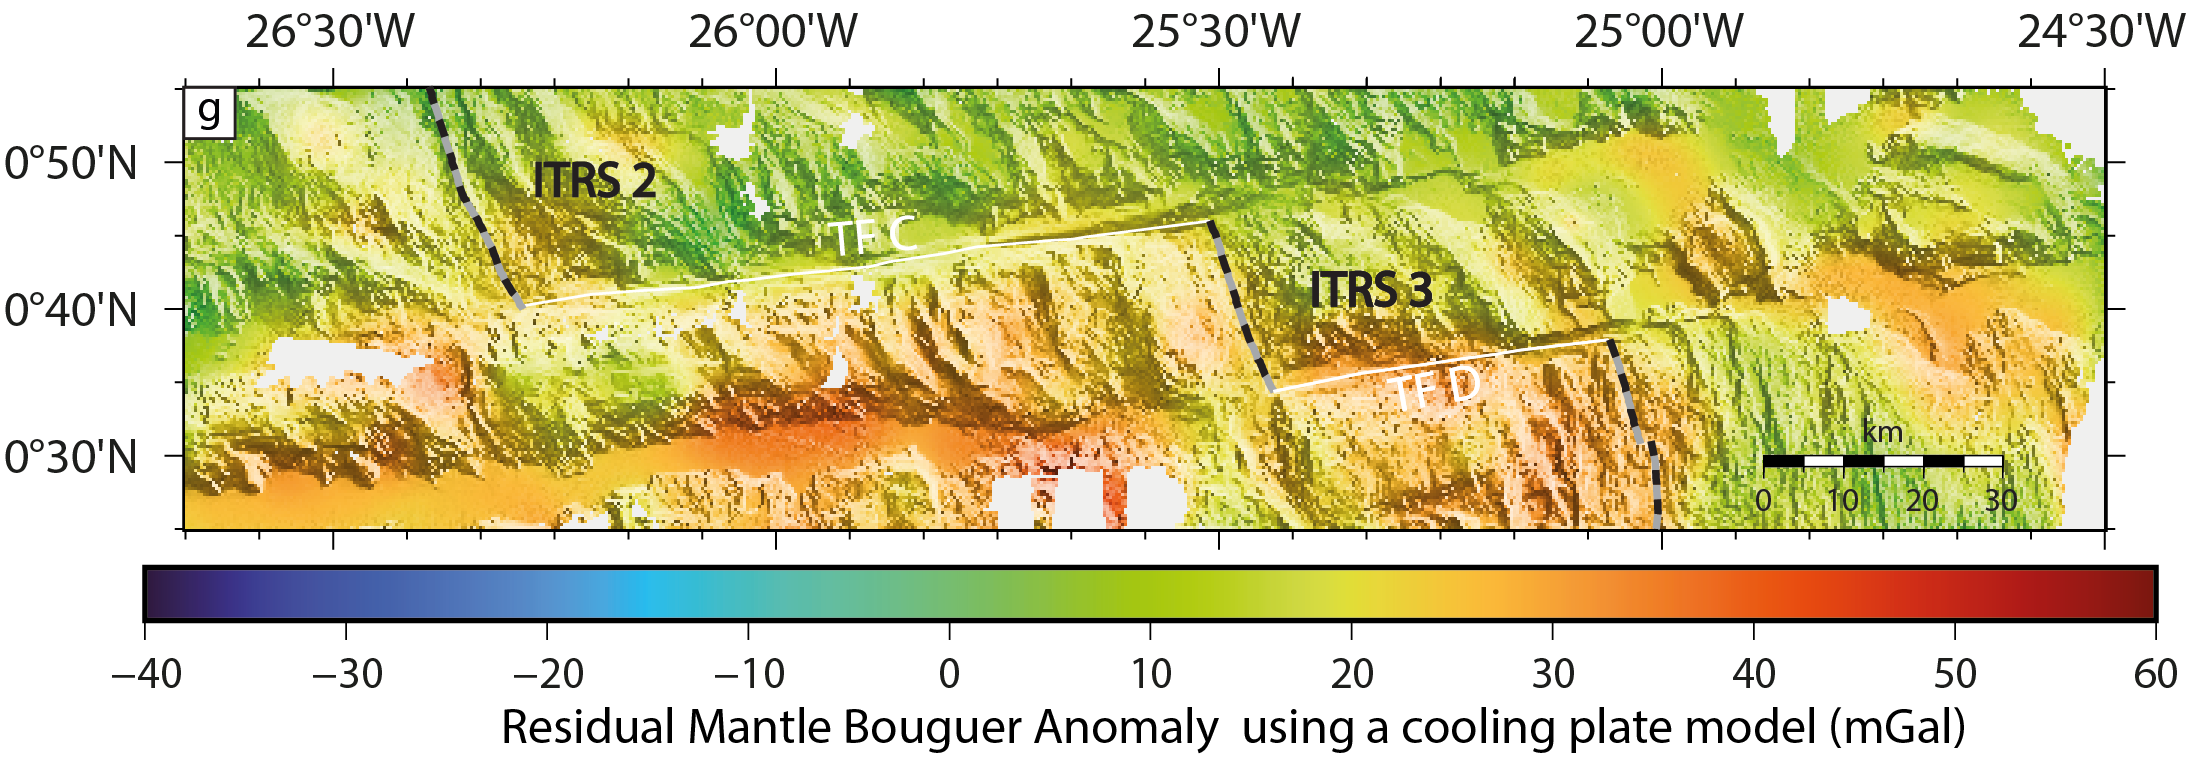 26°30'W 26°00'W 25°30'W 25°00'W 24°30'W
g
0°50'N
ITRS 2
TF C
ITRS 3
0°40'N
TF D
km
0°30'N
0 10 20 30
−40 −30 −20 −10 0 10 20 30 40 50 60
Residual Mantle Bouguer Anomaly using a cooling plate model (mGal)